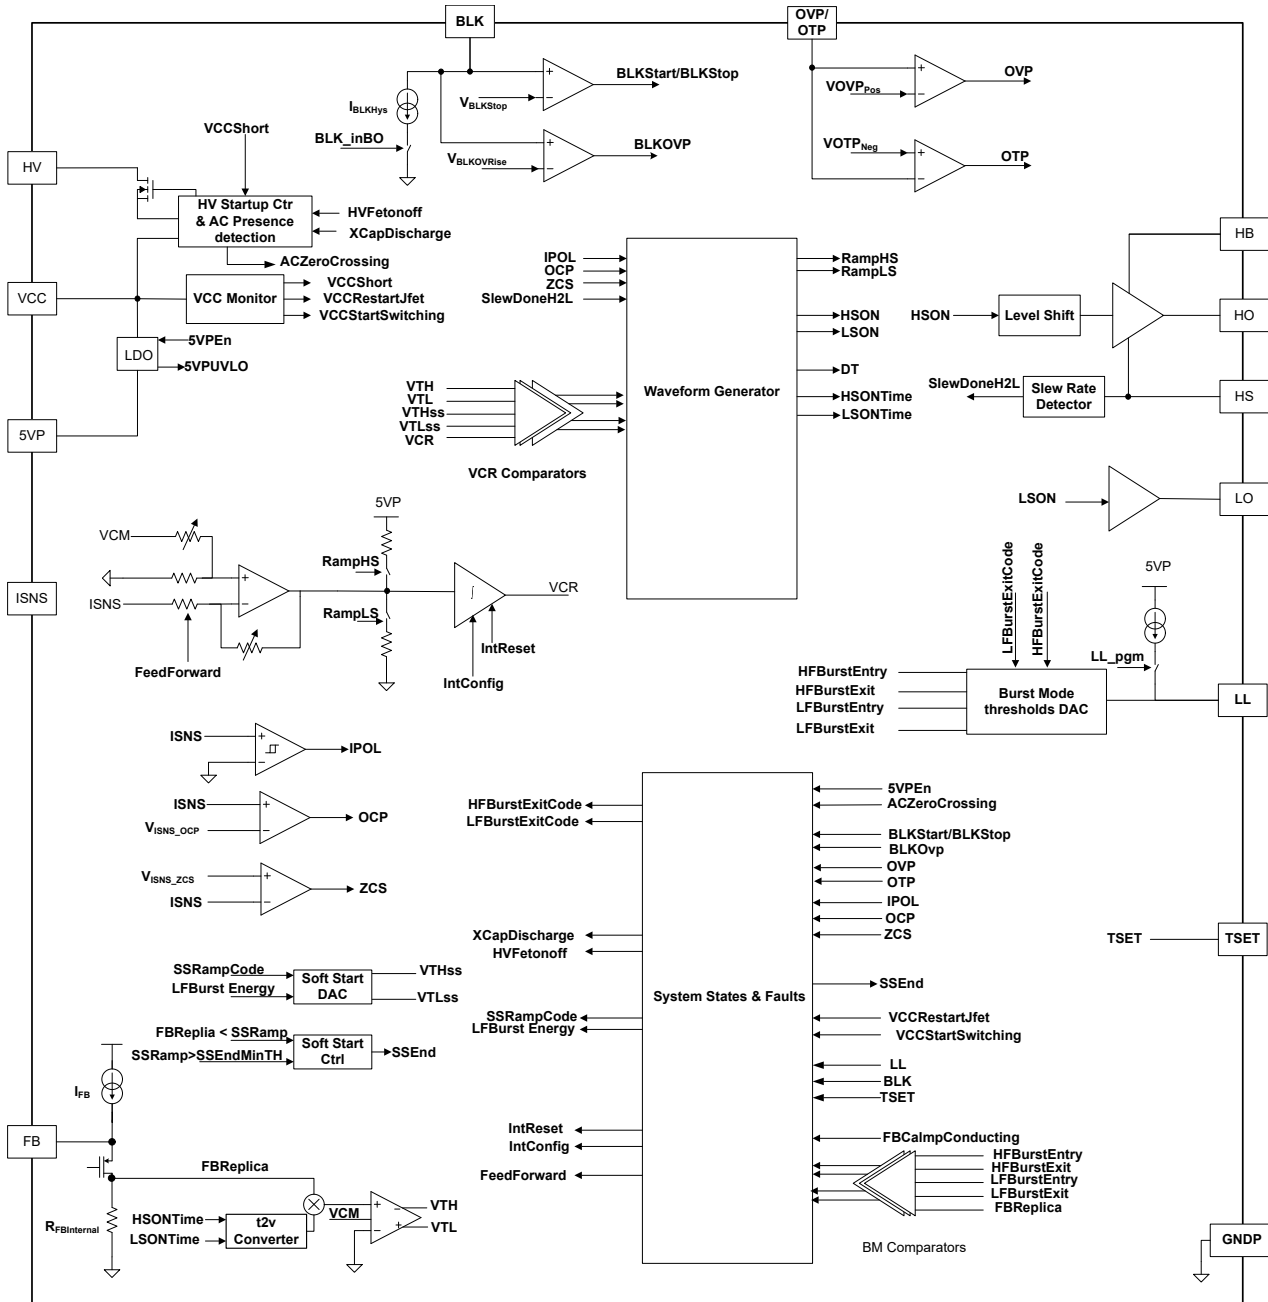 BLK
OVP/
OTP
BLKStart/BLKStop
OVP
VOVPPos
IBLKHys
VBLKStop
VCCShort
BLK_inBO
BLKOVP
VOTPNeg
OTP
VBLKOVRise
HV
HV Startup Ctr
& AC Presence
detection
HVFetonoff
XCapDischarge
HB
ACZeroCrossing
IPOL
OCP
ZCS
SlewDoneH2L
RampHS
RampLS
VCC
VCC Monitor
VCCShort
VCCRestartJfet
VCCStartSwitching
HSON
LSON
HSON
Level Shift
HO
LDO
5VPEn
5VPUVLO
DT
VTH
VTL
VTHss
VTLss
VCR
Waveform Generator
HSONTime
LSONTime
SlewDoneH2L
Slew Rate
Detector
HS
5VP
VCR Comparators
LSON
LO
5VP
VCM
RampHS
ISNS
ISNS
RampLS
∫
VCR
IntReset
FeedForward
IntConfig
LFBurstExitCode
HFBurstExitCode
5VP
LL_pgm
HFBurstEntry
HFBurstExit
LFBurstEntry
LFBurstExit
Burst Mode
thresholds DAC
LL
ISNS
IPOL
ISNS
VISNS_OCP
OCP
VISNS_ZCS
ISNS
ZCS
HFBurstExitCode
LFBurstExitCode
5VPEn
ACZeroCrossing
BLKStart/BLKStop
BLKOvp
OVP
OTP
IPOL
OCP
ZCS
XCapDischarge
HVFetonoff
TSET
TSET
SSRampCode
LFBurst Energy
Soft Start
DAC
VTHss
VTLss
System States & Faults
SSEnd
SSRampCode
LFBurst Energy
VCCRestartJfet
VCCStartSwitching
FBReplia < SSRamp
SSRamp>SSEndMinTH
Soft Start
Ctrl
SSEnd
LL
BLK
TSET
IFB
FB
IntReset
IntConfig
FeedForward
FBCalmpConducting
HFBurstEntry
HFBurstExit
LFBurstEntry
LFBurstExit
FBReplica
FBReplica
RFBInternal
HSONTime
LSONTime
t2v
Converter
VCM
VTH
VTL
BM Comparators
GNDP